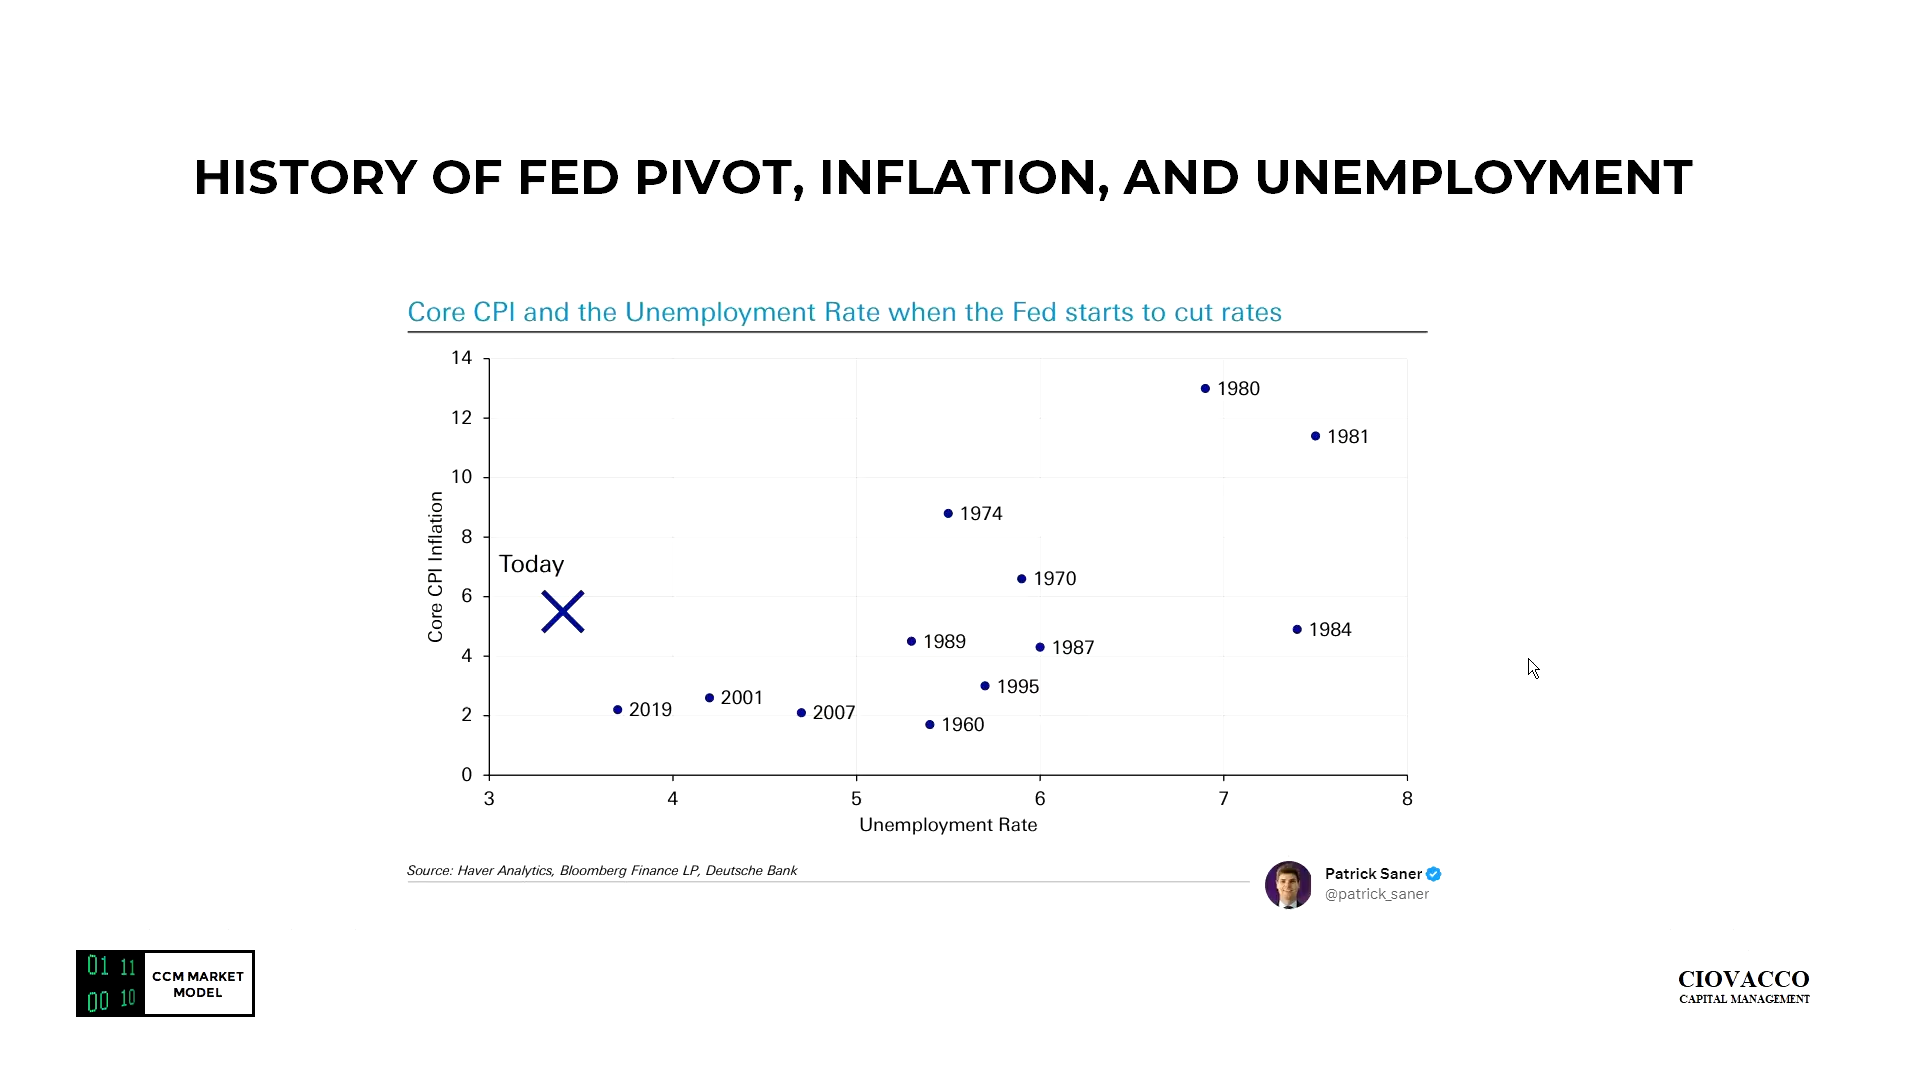 HISTORY OF FED PIVOT, INFLATION, AND UNEMPLOYMENT
Core CPI and the Unemployment Rate when the Fed starts to cut rates
14
12
10
8
6
4
2
0
Core CPI Inflation
Today
1980
1981
1974
1970
1984
1989
1987
1995
2001
2019
2007
1960
3 4 5 6 7 8
Unemployment Rate
Source: Haver Analytics, Bloomberg Finance LP, Deutsche Bank
Patrick Saner
@patrick_saner
01 11
00 10
CCM MARKET
MODEL
CIOVACCO
CAPITAL MANAGEMENT